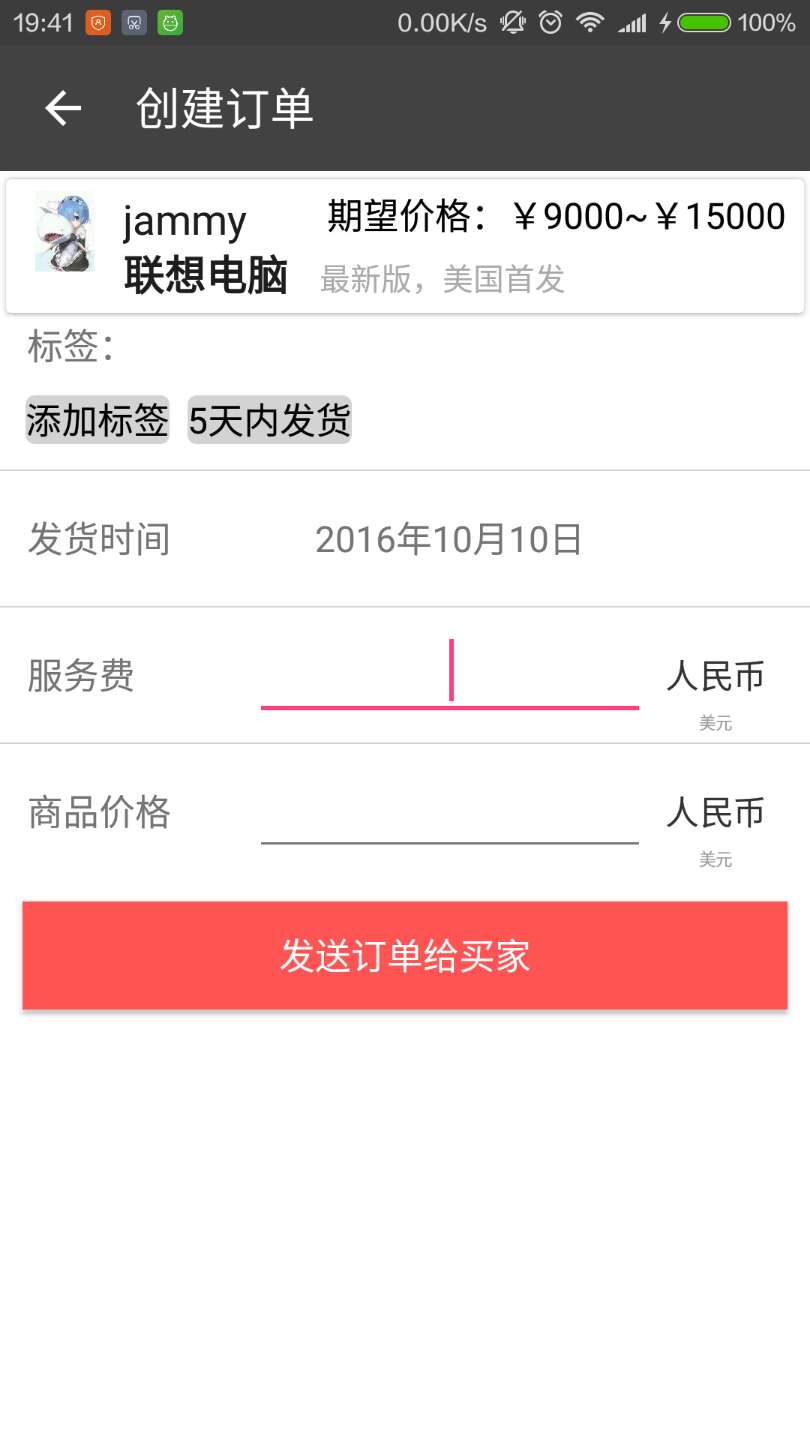 19:41 0.00K/s 100%
创建订单
jammy 期望价格：￥9000~￥15000
联想电脑 最新版，美国首发
标签：
添加标签 5天内发货
发货时间 2016年10月10日
服务费 人民币
美元
商品价格 人民币
美元
发送订单给买家